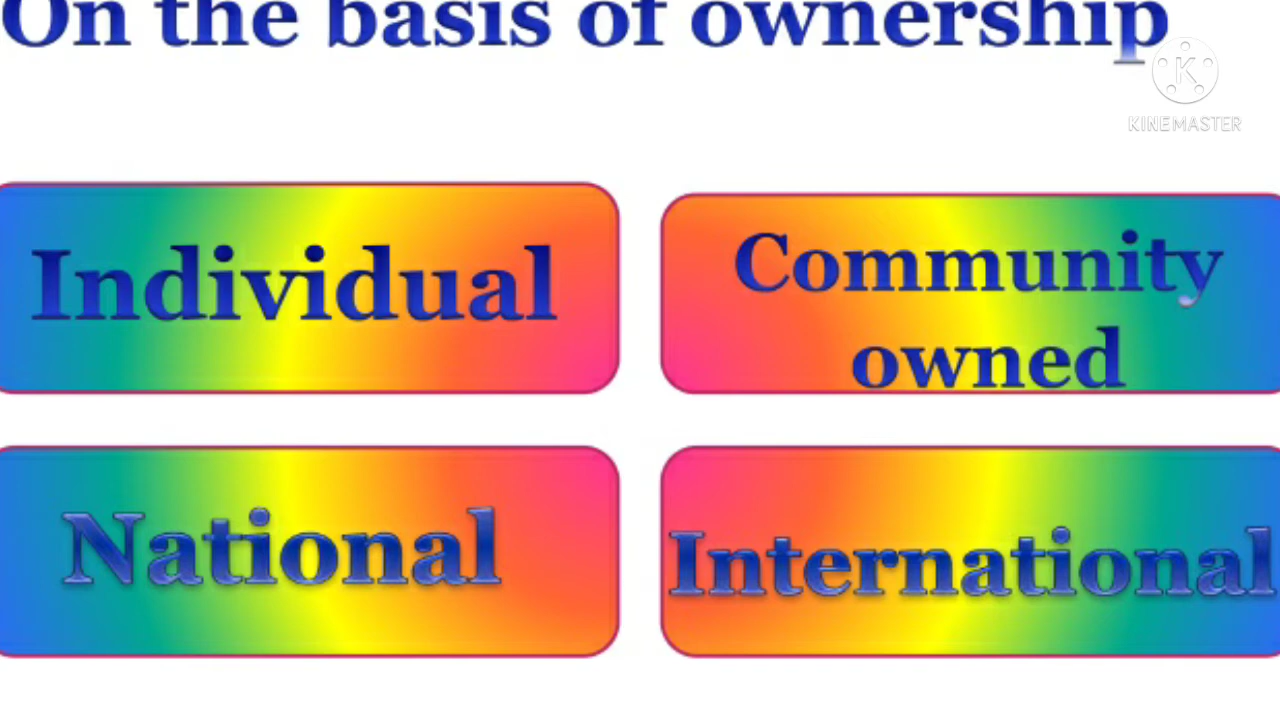 On the basis of ownership
KINEMASTER
Individual
Community
owned
National
International